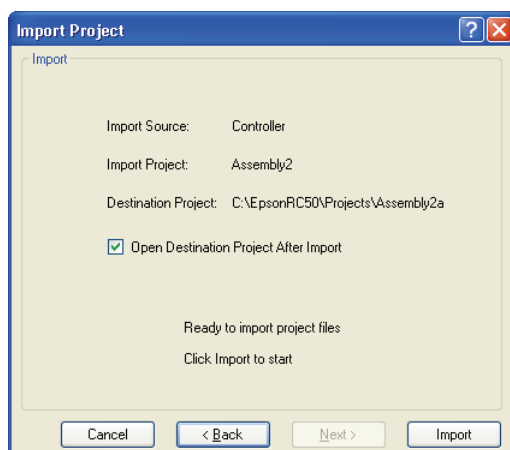 Import Project
Import
Import Source: Controller
Import Project: Assembly2
Destination Project: C:\EpsonRC50\Projects\Assembly2a
Open Destination Project After Import
Ready to import project files
Click Import to start
Cancel < Back Next > Import